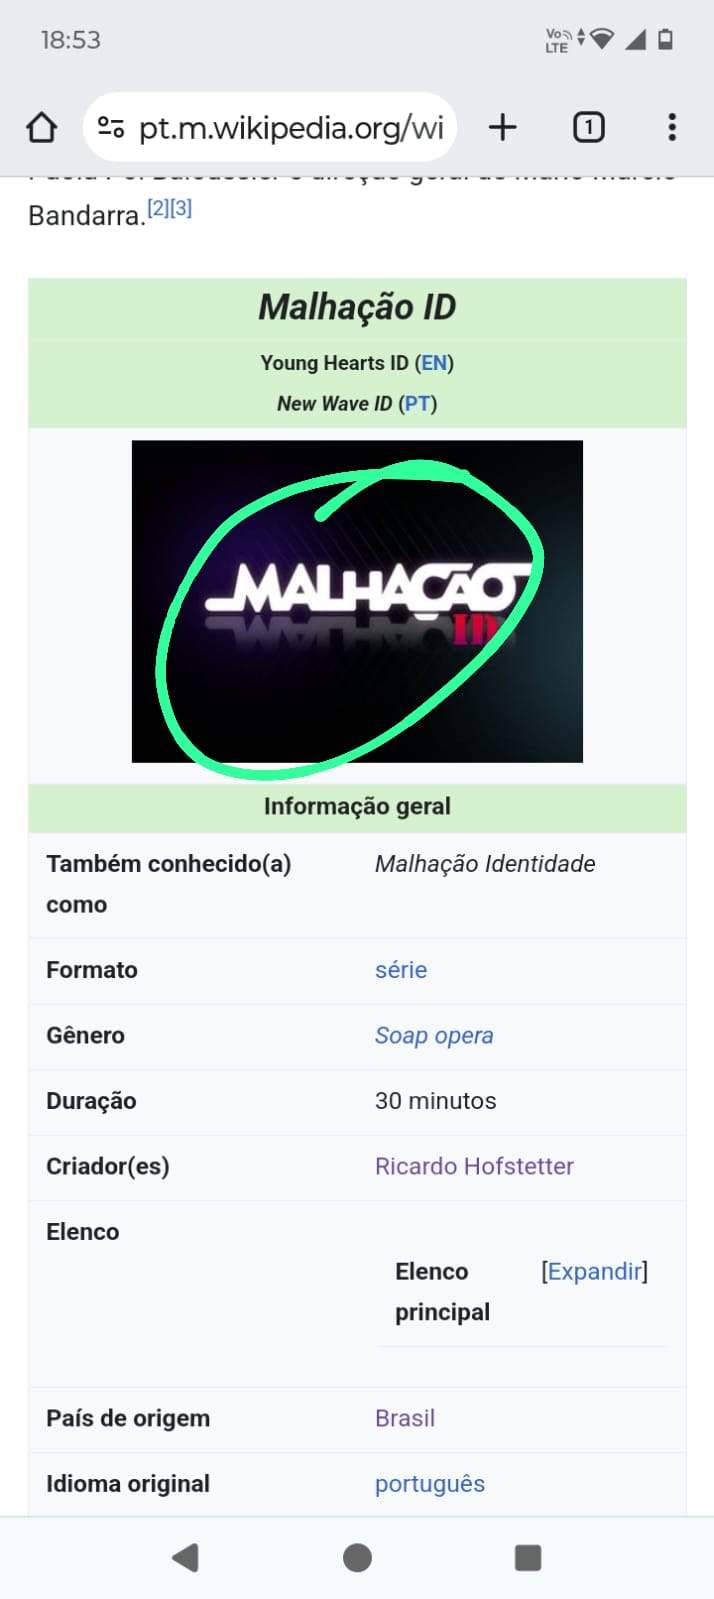 18:53
Vo)) LTE
pt.m.wikipedia.org/wi
1
Bandarra.[2][3]
Malhação ID
Young Hearts ID (EN)
New Wave ID (PT)
MALHAÇÃO
ID
Informação geral
Também conhecido(a) como Malhação Identidade
Formato série
Gênero Soap opera
Duração 30 minutos
Criador(es) Ricardo Hofstetter
Elenco
Elenco principal [Expandir]
País de origem Brasil
Idioma original português